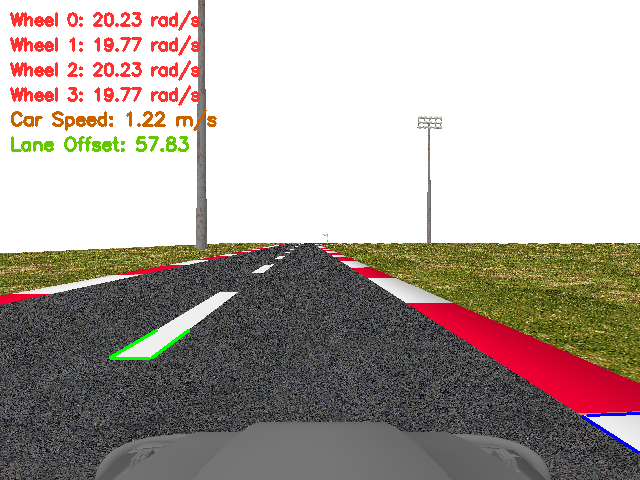 Wheel 0: 20.23 rad/s
Wheel 1: 19.77 rad/s
Wheel 2: 20.23 rad/s
Wheel 3: 19.77 rad/s
Car Speed: 1.22 m/s
Lane Offset: 57.83